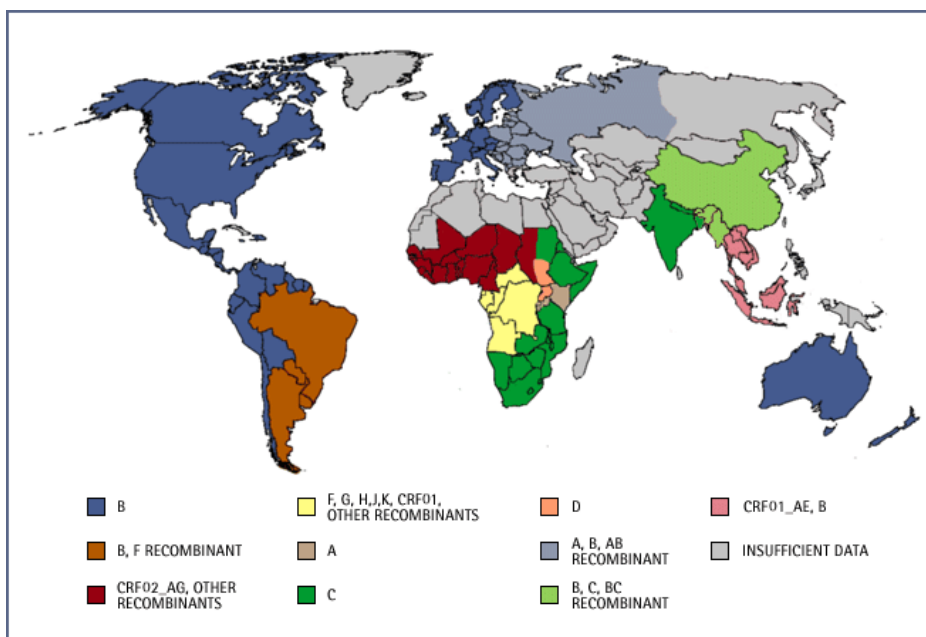 B
F, G, H,J,K, CRF01,
OTHER RECOMBINANTS
D
CRF01_AE, B
B, F RECOMBINANT
A
A, B, AB
RECOMBINANT
INSUFFICIENT DATA
CRF02_AG, OTHER
RECOMBINANTS
C
B, C, BC
RECOMBINANT